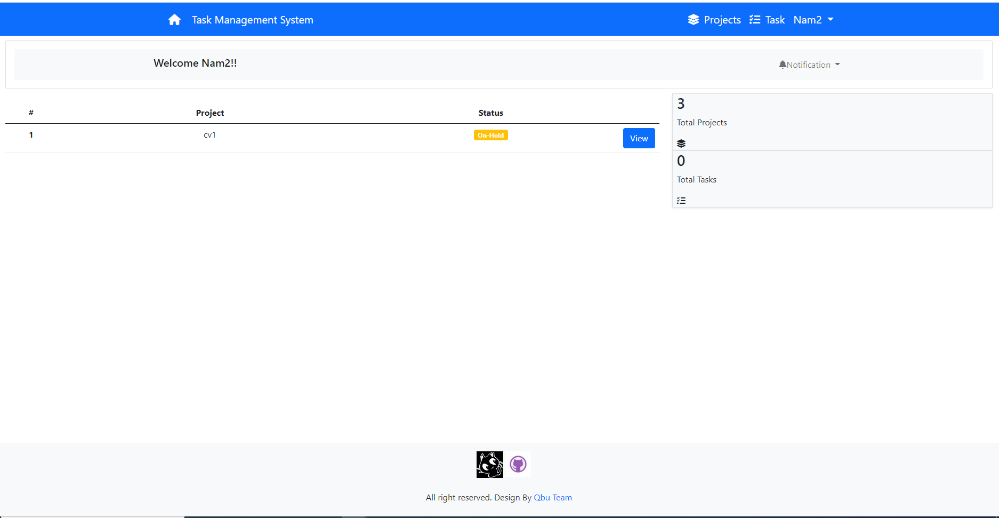 Task Management System
Projects Task Nam2
Welcome Nam2!!
Notification
# Project Status
1 cv1 On-Hold View
3
Total Projects
0
Total Tasks
All right reserved. Design By Qbu Team